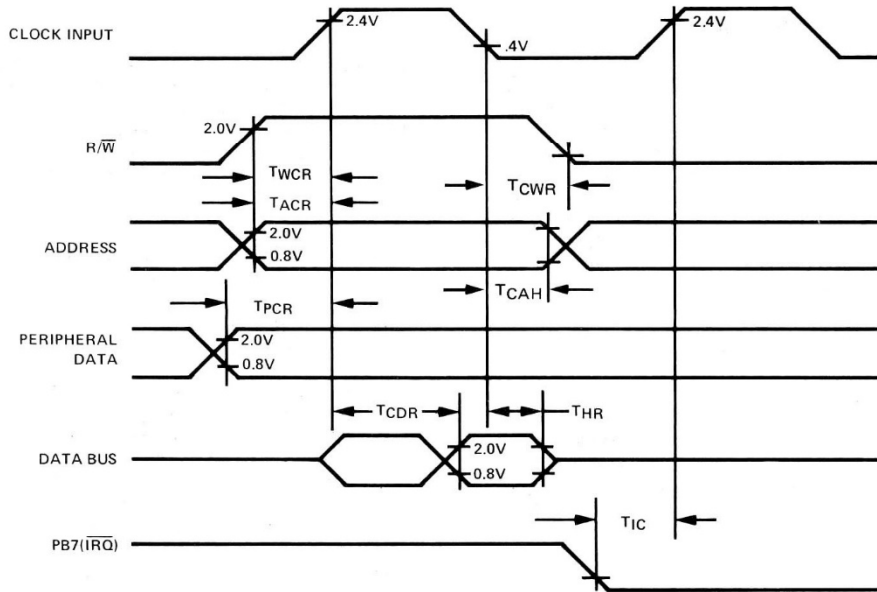 CLOCK INPUT
2.4V
.4V
2.4V
R/W̅
2.0V
TWCR
TCWR
TACR
ADDRESS
2.0V
0.8V
TCAH
TPCR
PERIPHERAL
DATA
2.0V
0.8V
TCDR
THR
DATA BUS
2.0V
0.8V
TIC
PB7(I̅R̅Q̅)